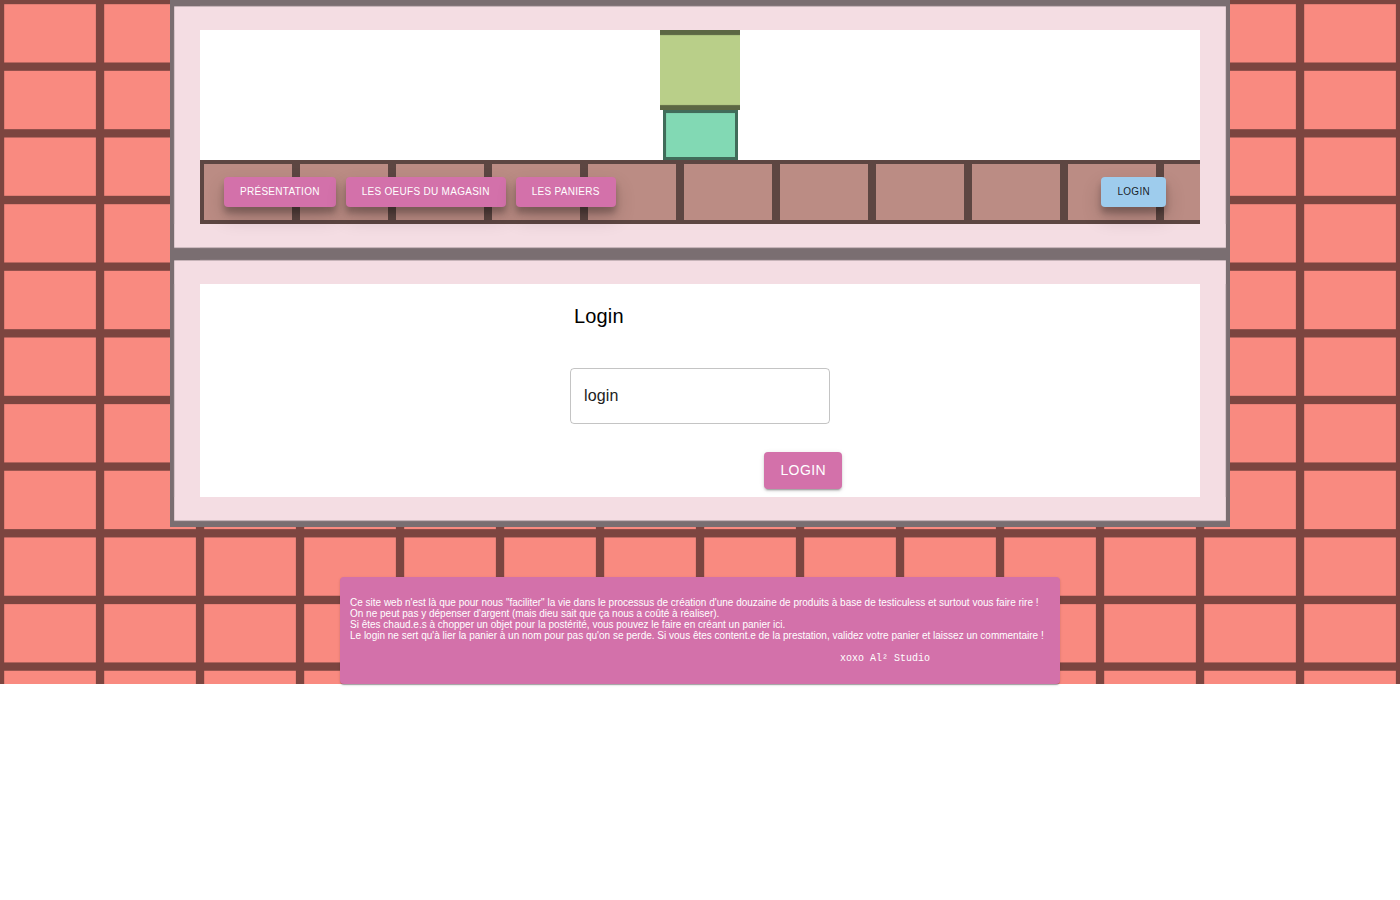 PRÉSENTATION
LES OEUFS DU MAGASIN
LES PANIERS
LOGIN
Login
login
LOGIN
Ce site web n'est là que pour nous "faciliter" la vie dans le processus de création d'une douzaine de produits à base de testiculess et surtout vous faire rire !
On ne peut pas y dépenser d'argent (mais dieu sait que ça nous a coûté à réaliser).
Si êtes chaud.e.s à chopper un objet pour la postérité, vous pouvez le faire en créant un panier ici.
Le login ne sert qu'à lier la panier à un nom pour pas qu'on se perde. Si vous êtes content.e de la prestation, validez votre panier et laissez un commentaire !
xoxo Al² Studio